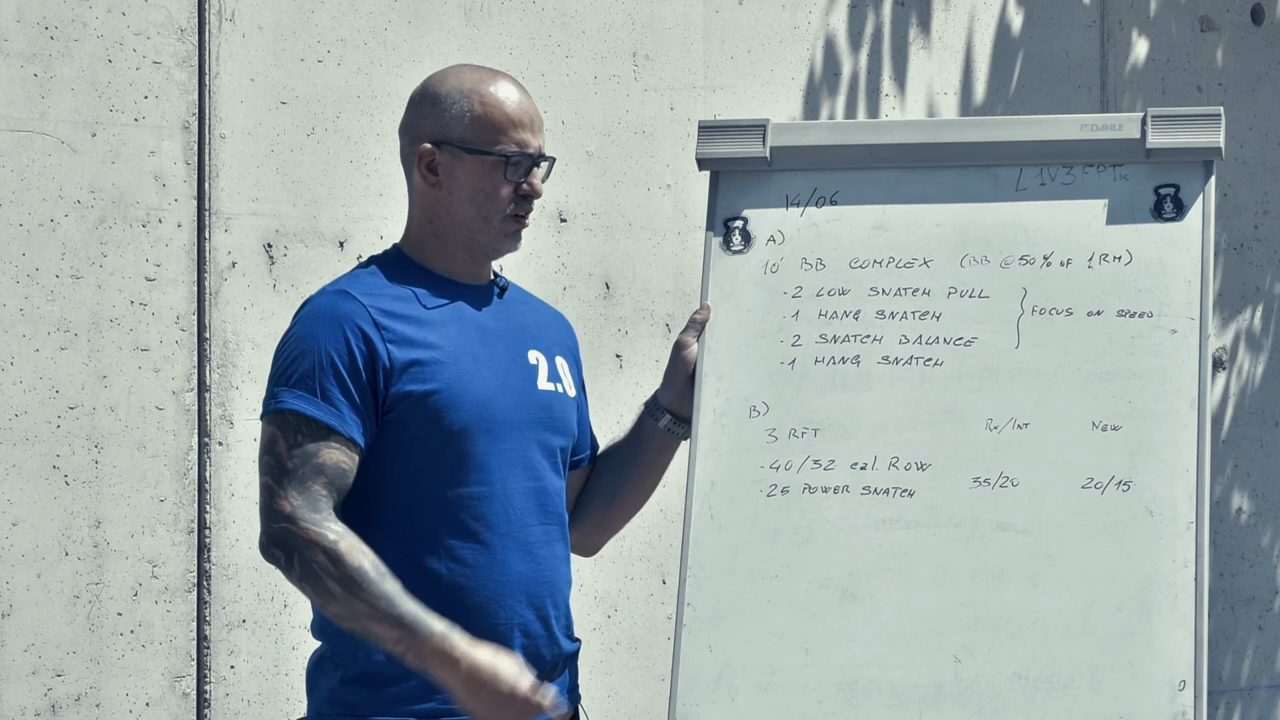 DAHLE
14/06
A)
10' BB COMPLEX (BB @ 50% OF 1RM)
·2 LOW SNATCH PULL
·1 HANG SNATCH
·2 SNATCH BALANCE
·1 HANG SNATCH
FOCUS ON SPEED
B)
3 RFT Rx/INT NEW
·40/32 cal. ROW
·25 POWER SNATCH 35/20 20/15
2.0